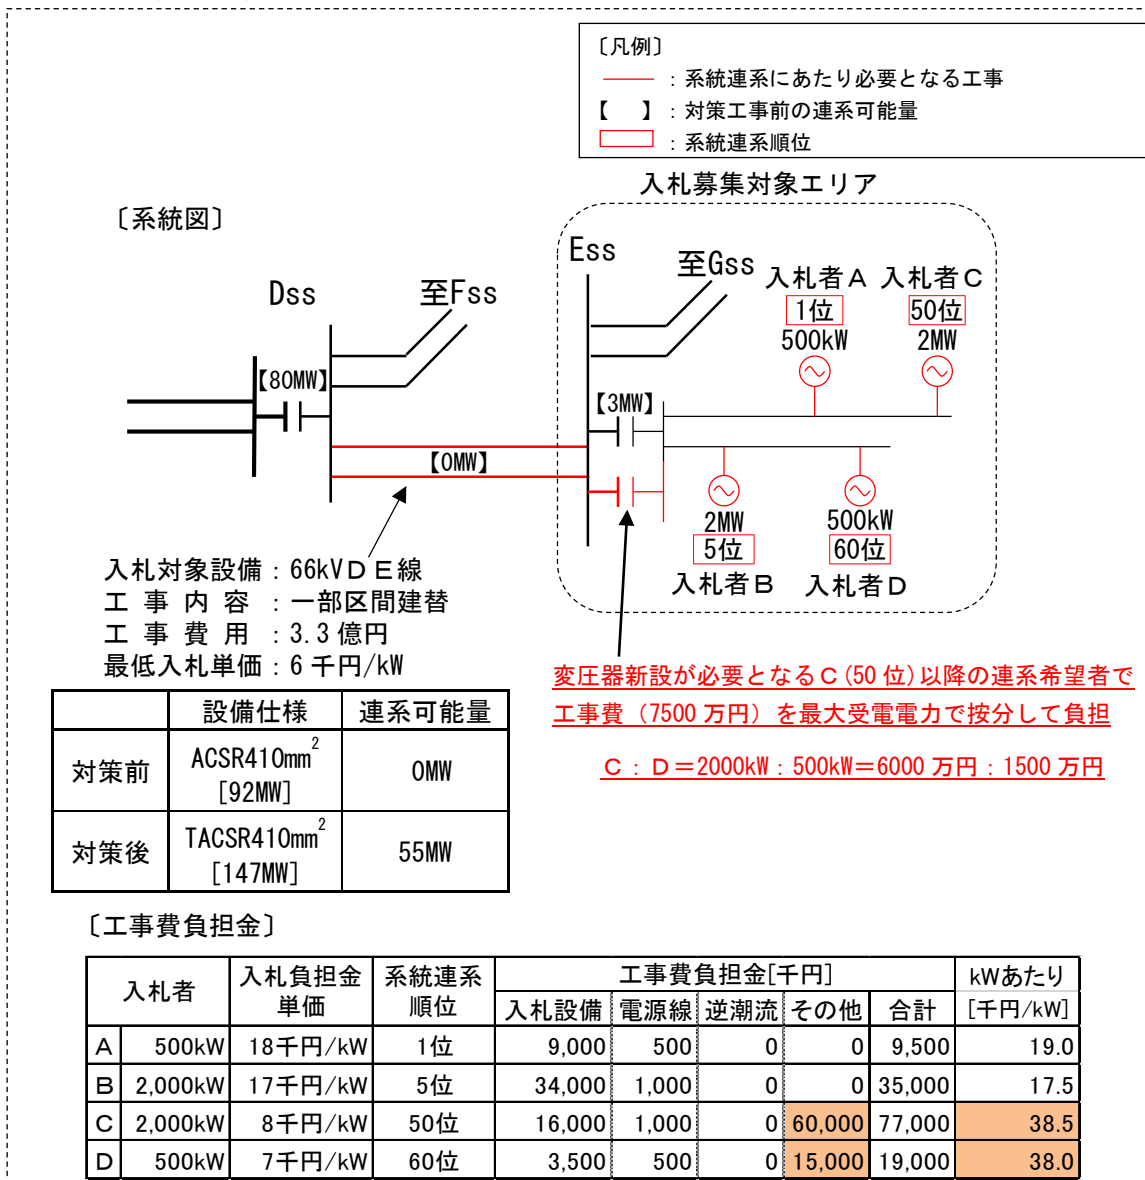 〔凡例〕
―― ：系統連系にあたり必要となる工事
【　】：対策工事前の連系可能量
：系統連系順位
入札募集対象エリア
〔系統図〕
Dss
至Fss
Ess
至Gss
入札者A 入札者C
1位 50位
500kW 2MW
【80MW】
【3MW】
【0MW】
2MW 500kW
5位 60位
入札者B 入札者D
入札対象設備：66kVDE線
工事内容：一部区間建替
工事費用：3.3億円
最低入札単価：6千円/kW
変圧器新設が必要となるC(50位)以降の連系希望者で
工事費（7500万円）を最大受電電力で按分して負担
C：D＝2000kW：500kW＝6000万円：1500万円
設備仕様 連系可能量
対策前 ACSR410mm² [92MW] 0MW
対策後 TACSR410mm² [147MW] 55MW
〔工事費負担金〕
入札者 入札負担金単価 系統連系順位 工事費負担金[千円] kWあたり[千円/kW]
入札設備 電源線 逆潮流 その他 合計
A 500kW 18千円/kW 1位 9,000 500 0 0 9,500 19.0
B 2,000kW 17千円/kW 5位 34,000 1,000 0 0 35,000 17.5
C 2,000kW 8千円/kW 50位 16,000 1,000 0 60,000 77,000 38.5
D 500kW 7千円/kW 60位 3,500 500 0 15,000 19,000 38.0